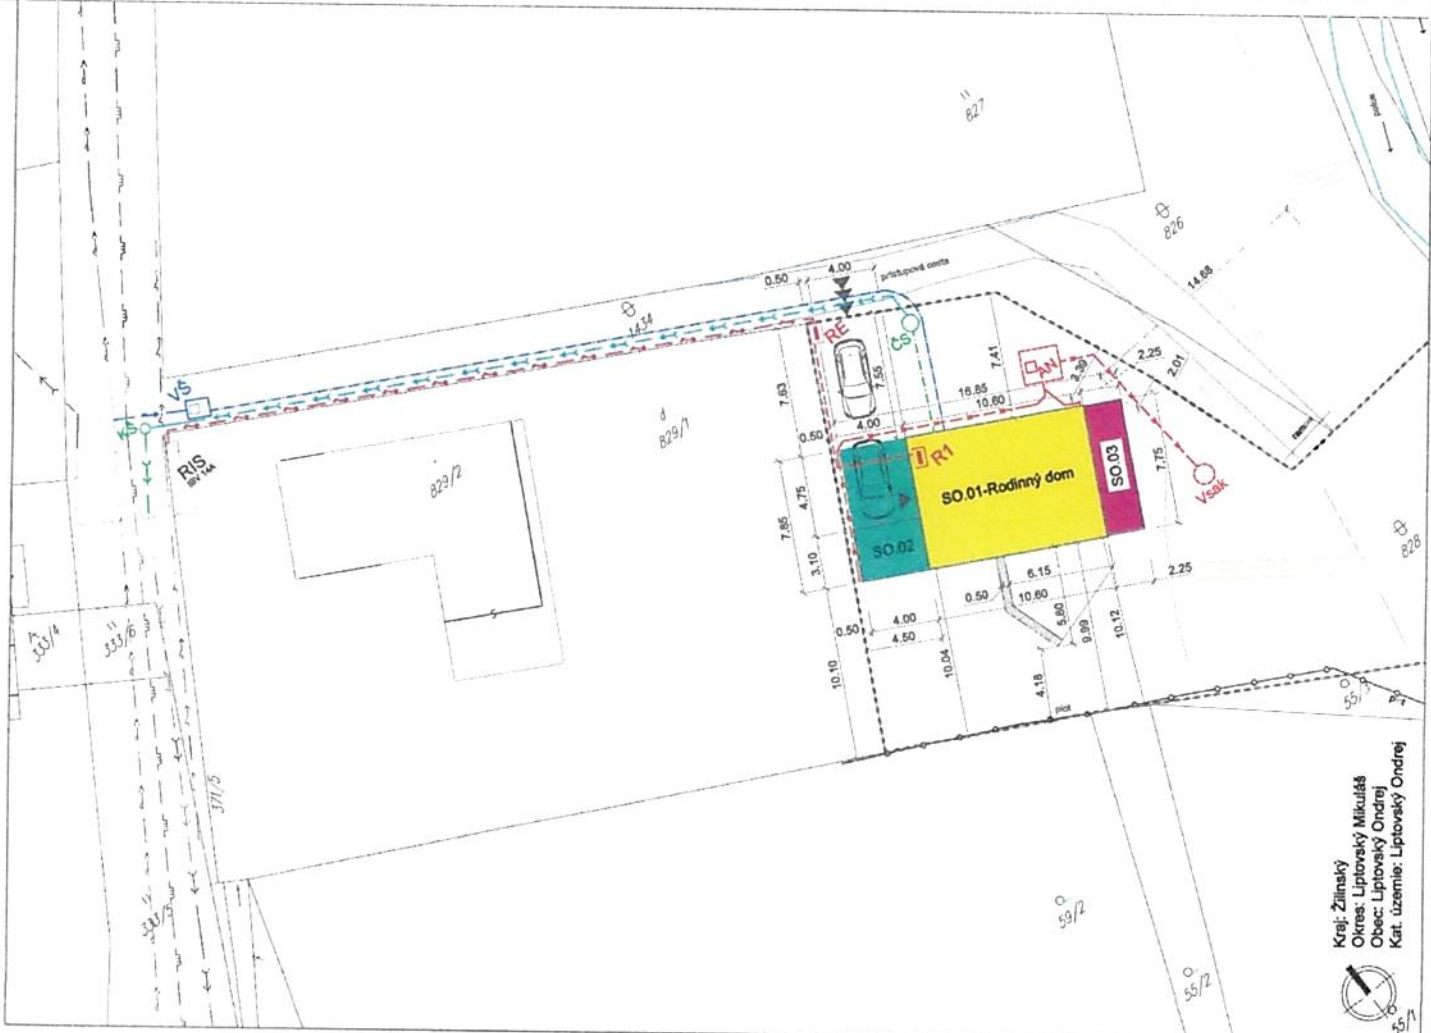 827
826
potok
14.68
0.50
4.00
prístupová cesta
1434
VŠ
VŠ
RIS
829/1
829/2
RE
ČS
7.63
7.55
7.41
16.85
10.60
4.00
0.50
AN
3.39
2.25
2.01
R1
SO.01-Rodinný dom
SO.02
SO.03
Vsak
7.75
4.75
7.85
3.10
6.15
0.50
10.60
2.25
5.80
9.99
10.12
4.00
4.50
0.50
10.10
10.04
4.18
plot
828
333/4
333/6
371/5
59/2
55/2
55/1
Kraj: Žilinský
Okres: Liptovský Mikuláš
Obec: Liptovský Ondrej
Kat. územie: Liptovský Ondrej